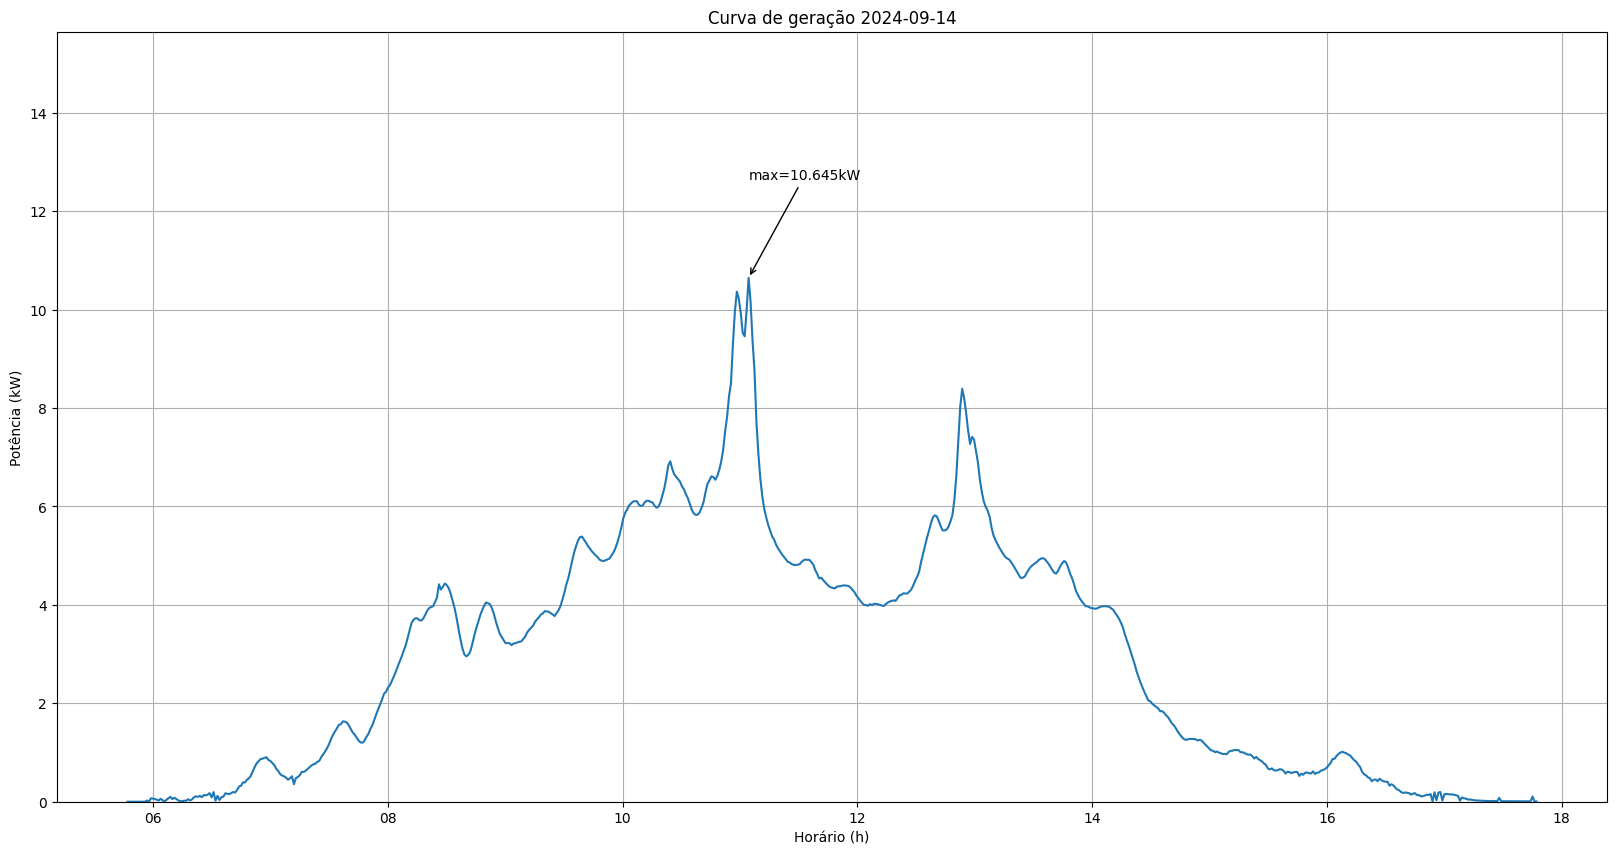 Curva de geração 2024-09-14
14
12
10
8
6
4
2
0
Potência (kW)
max=10.645kW
06 08 10 12 14 16 18
Horário (h)